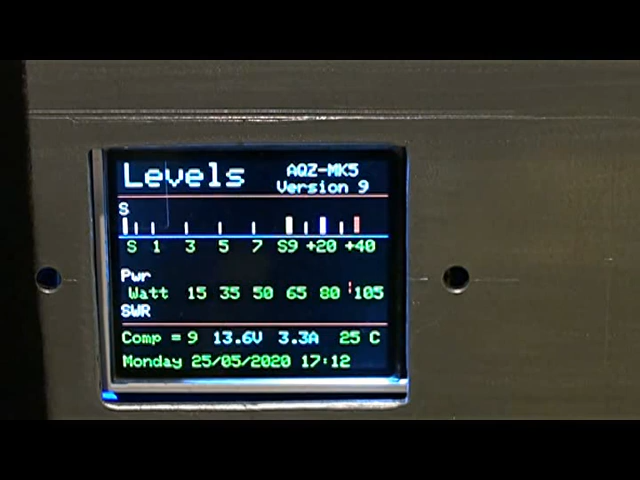 Levels AQZ-MK5
Version 9
S
S 1 3 5 7 S9 +20 +40
Pwr
Watt 15 35 50 65 80 105
SWR
Comp = 9 13.6V 3.3A 25 C
Monday 25/05/2020 17:12